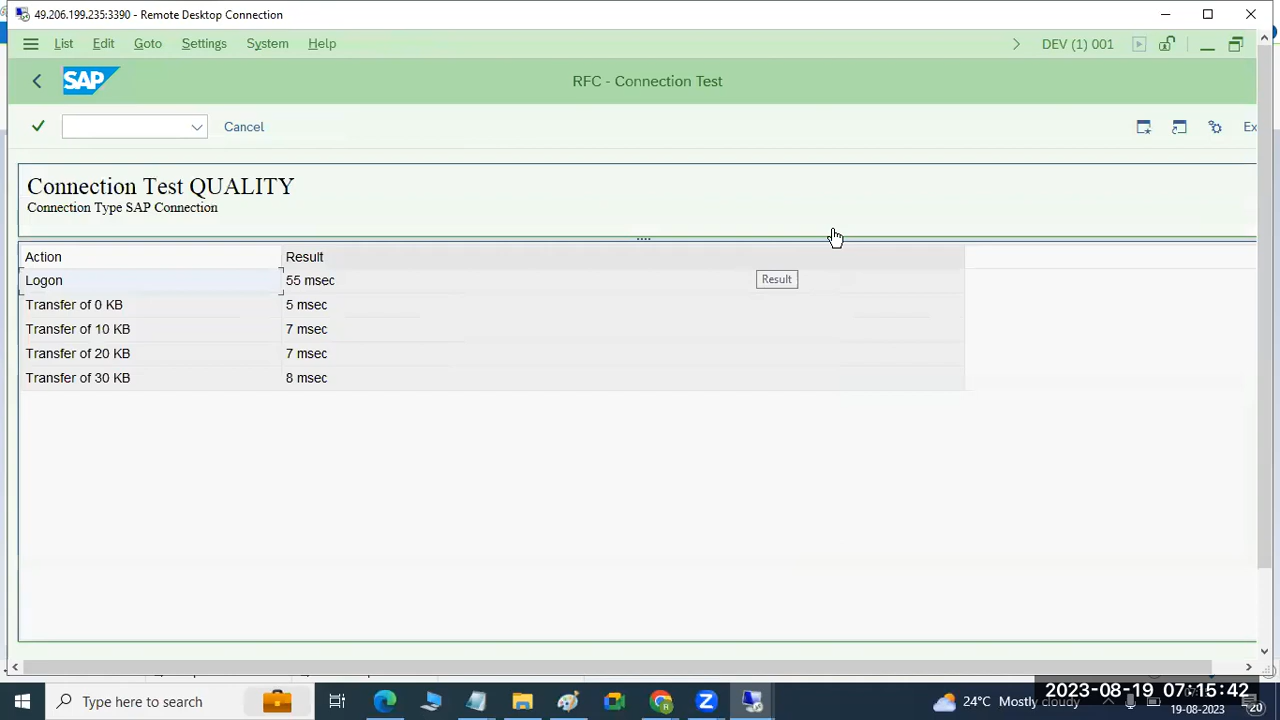 49.206.199.235:3390 - Remote Desktop Connection
List Edit Goto Settings System Help DEV (1) 001
SAP RFC - Connection Test
Cancel Ex
Connection Test QUALITY
Connection Type SAP Connection
Action Result
Logon 55 msec Result
Transfer of 0 KB 5 msec
Transfer of 10 KB 7 msec
Transfer of 20 KB 7 msec
Transfer of 30 KB 8 msec
Type here to search 24°C Mostly cloudy
2023-08-19 07:15:42
19-08-2023
20